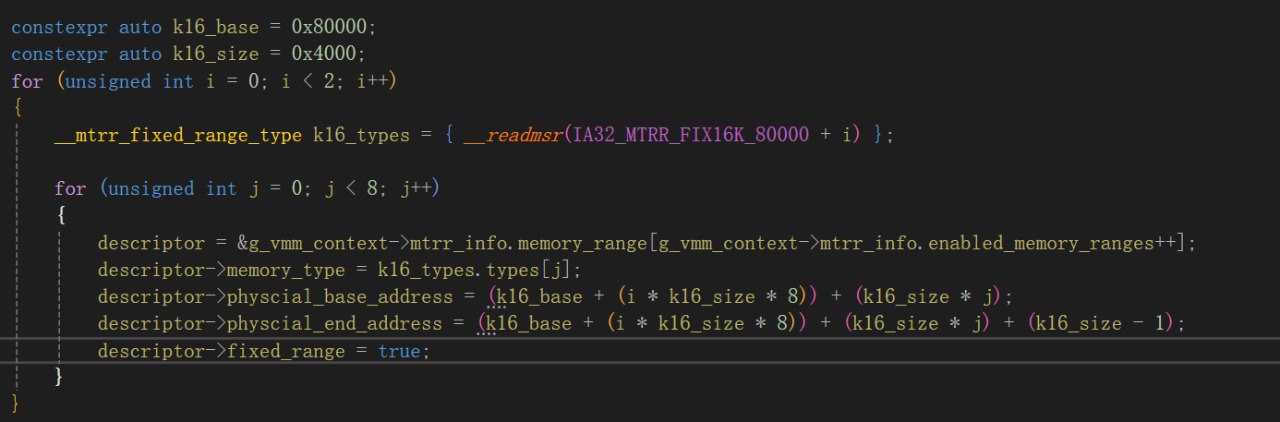 constexpr auto k16_base = 0x80000;
constexpr auto k16_size = 0x4000;
for (unsigned int i = 0; i < 2; i++)
{
    __mtrr_fixed_range_type k16_types = { __readmsr(IA32_MTRR_FIX16K_80000 + i) };

    for (unsigned int j = 0; j < 8; j++)
    {
        descriptor = &g_vmm_context->mtrr_info.memory_range[g_vmm_context->mtrr_info.enabled_memory_ranges++];
        descriptor->memory_type = k16_types.types[j];
        descriptor->physcial_base_address = (k16_base + (i * k16_size * 8)) + (k16_size * j);
        descriptor->physcial_end_address = (k16_base + (i * k16_size * 8)) + (k16_size * j) + (k16_size - 1);
        descriptor->fixed_range = true;
    }
}